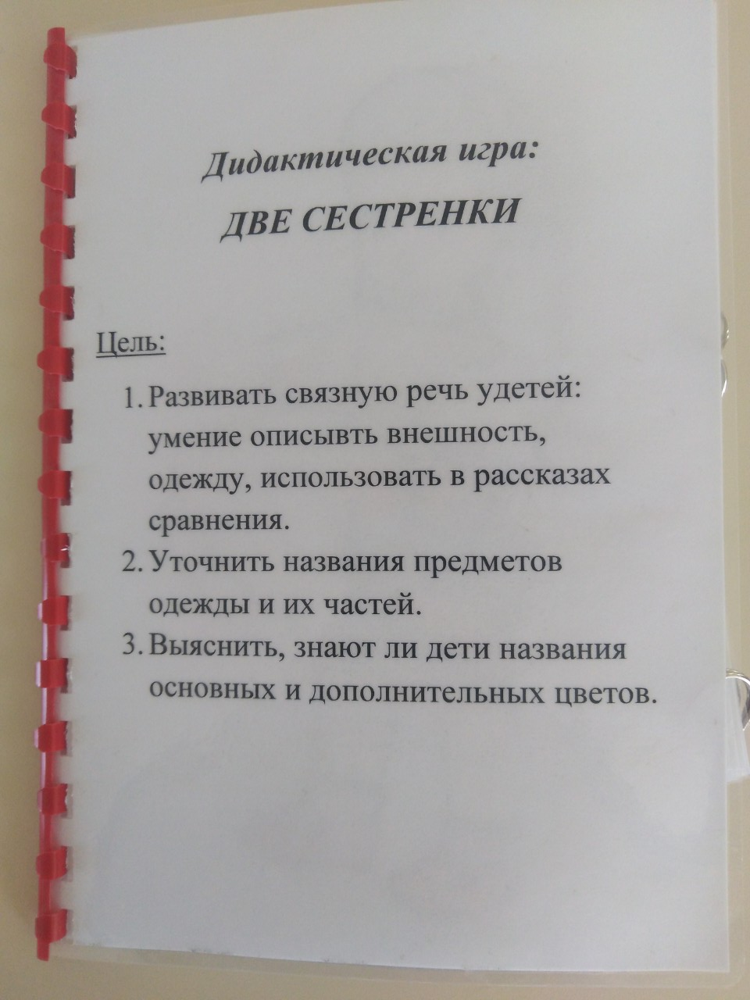 Дидактическая игра:
ДВЕ СЕСТРЕНКИ
Цель:
1. Развивать связную речь удетей:
умение описывть внешность,
одежду, использовать в рассказах
сравнения.
2. Уточнить названия предметов
одежды и их частей.
3. Выяснить, знают ли дети названия
основных и дополнительных цветов.